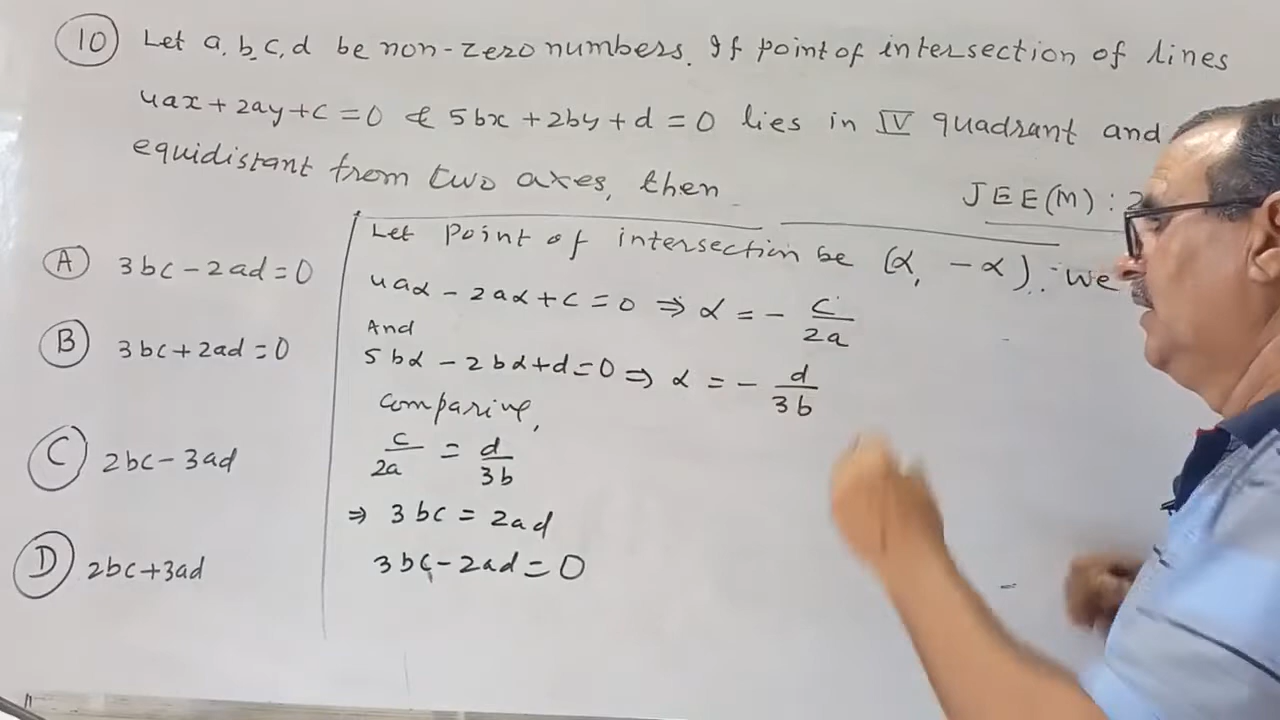 10 Let a, b, c, d be non-zero numbers. If point of intersection of lines
4ax + 2ay + c = 0 & 5bx + 2by + d = 0 lies in IV quadrant and
equidistant from two axes, then
JEE(M) :
Let point of intersection be (α, -α). We
A 3bc - 2ad = 0
4aα - 2aα + c = 0 ⇒ α = - c/2a
And
B 3bc + 2ad = 0
5bα - 2bα + d = 0 ⇒ α = - d/3b
Comparing,
C 2bc - 3ad
c/2a = d/3b
⇒ 3bc = 2ad
D 2bc + 3ad
3bc - 2ad = 0